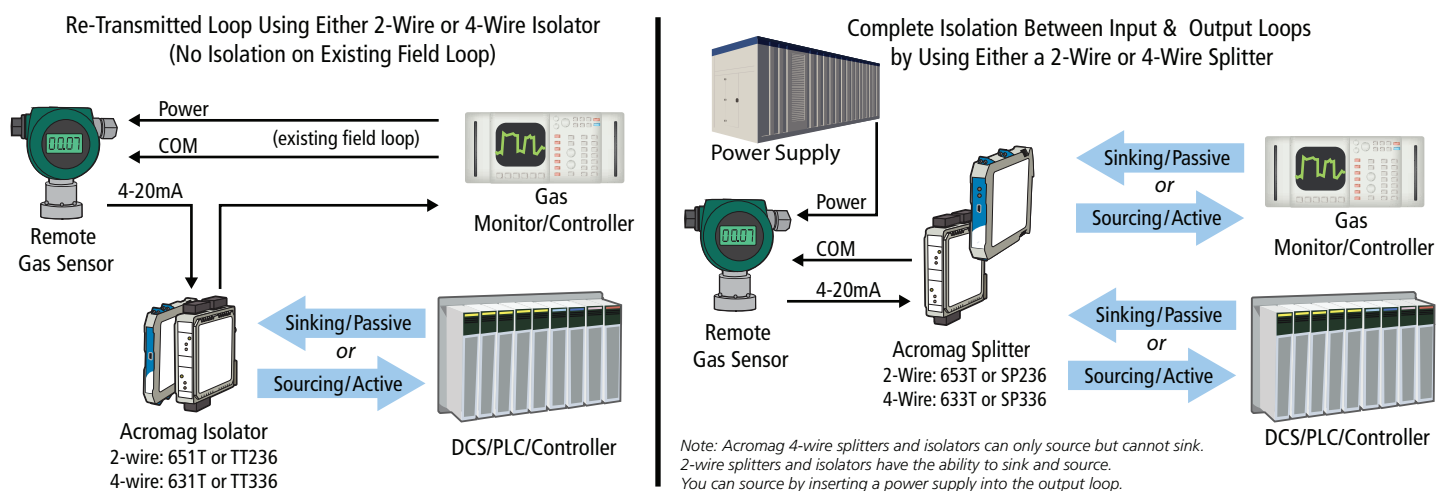 Re-Transmitted Loop Using Either 2-Wire or 4-Wire Isolator
(No Isolation on Existing Field Loop)
Power
COM
(existing field loop)
00.07
4-20mA
Remote
Gas Sensor
Gas
Monitor/Controller
Sinking/Passive
or
Sourcing/Active
Acromag Isolator
2-wire: 651T or TT236
4-wire: 631T or TT336
DCS/PLC/Controller
Complete Isolation Between Input & Output Loops
by Using Either a 2-Wire or 4-Wire Splitter
Power Supply
Power
00.07
COM
4-20mA
Remote
Gas Sensor
Acromag Splitter
2-Wire: 653T or SP236
4-Wire: 633T or SP336
Sinking/Passive
or
Sourcing/Active
Gas
Monitor/Controller
Sinking/Passive
or
Sourcing/Active
DCS/PLC/Controller
Note: Acromag 4-wire splitters and isolators can only source but cannot sink.
2-wire splitters and isolators have the ability to sink and source.
You can source by inserting a power supply into the output loop.